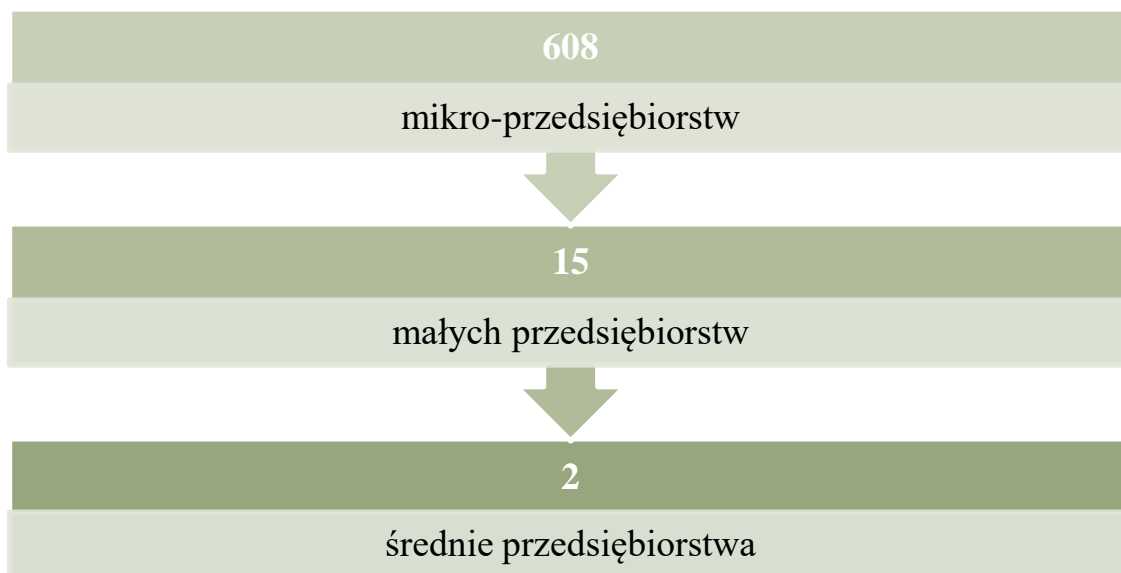 608
mikro-przedsiębiorstw
15
małych przedsiębiorstw
2
średnie przedsiębiorstwa